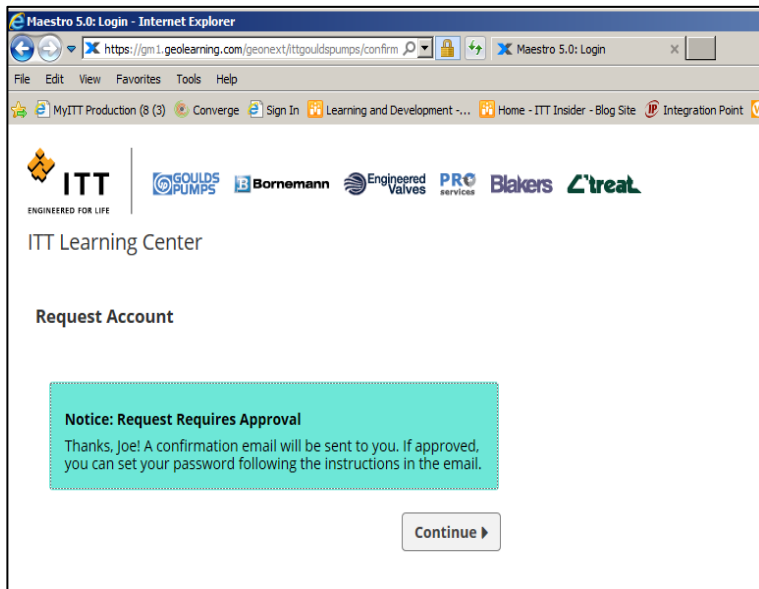 Maestro 5.0: Login - Internet Explorer
https://gm1.geolearning.com/geonext/ittgouldspumps/confirm
Maestro 5.0: Login
File Edit View Favorites Tools Help
MyITT Production (8 (3) Converge Sign In Learning and Development -... Home - ITT Insider - Blog Site IP Integration Point
ITT
ENGINEERED FOR LIFE
GOULDS PUMPS
B Bornemann
Engineered Valves
PRO services
Blakers
C'treat
ITT Learning Center
Request Account
Notice: Request Requires Approval
Thanks, Joe! A confirmation email will be sent to you. If approved,
you can set your password following the instructions in the email.
Continue